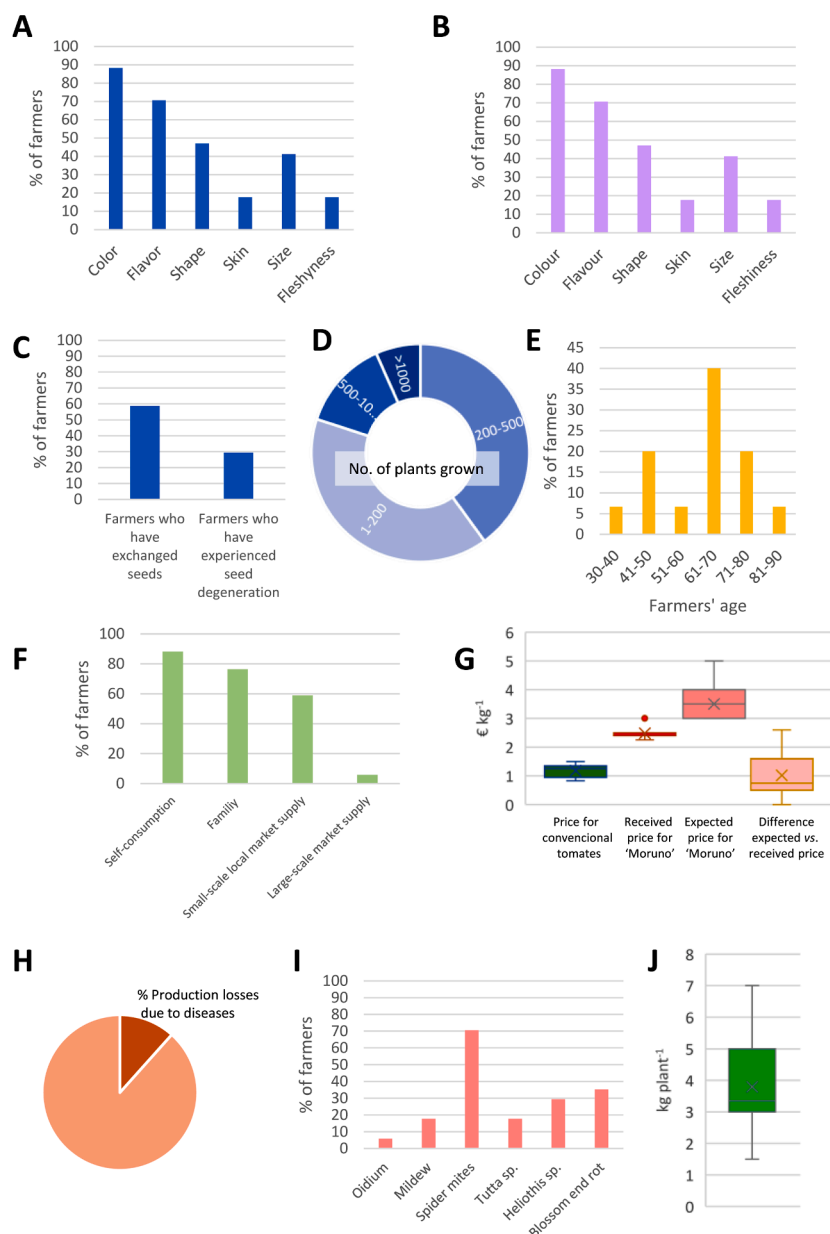 A
100
90
80
70
60
50
40
30
20
10
0
% of farmers
Color
Flavor
Shape
Skin
Size
Fleshyness
B
100
90
80
70
60
50
40
30
20
10
0
% of farmers
Colour
Flavour
Shape
Skin
Size
Fleshiness
C
100
90
80
70
60
50
40
30
20
10
0
% of farmers
Farmers who
have
exchanged
seeds
Farmers who
have
experienced
seed
degeneration
D
>1000
500-10...
200-500
1-200
No. of plants grown
E
45
40
35
30
25
20
15
10
5
0
% of farmers
30-40
41-50
51-60
61-70
71-80
81-90
Farmers' age
F
100
80
60
40
20
0
% of farmers
Self-consumption
Familiy
Small-scale local market supply
Large-scale market supply
G
6
5
4
3
2
1
0
€ kg-1
Price for
convencional
tomates
Received
price for
‘Moruno’
Expected
price for
‘Moruno’
Difference
expected vs.
received price
H
% Production losses
due to diseases
I
100
90
80
70
60
50
40
30
20
10
0
% of farmers
Oidium
Mildew
Spider mites
Tutta sp.
Heliothis sp.
Blossom end rot
J
8
7
6
5
4
3
2
1
0
kg plant-1